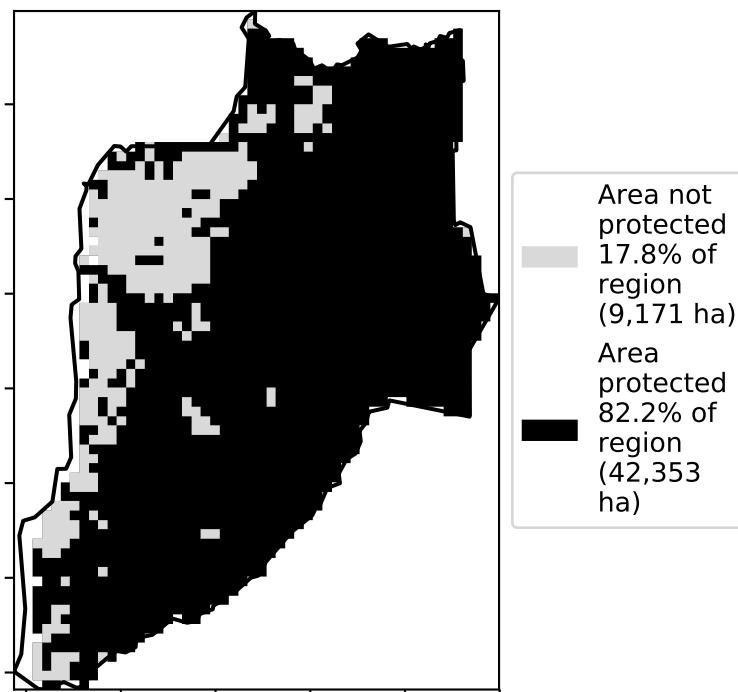 Area not
protected
17.8% of
region
(9,171 ha)
Area
protected
82.2% of
region
(42,353
ha)